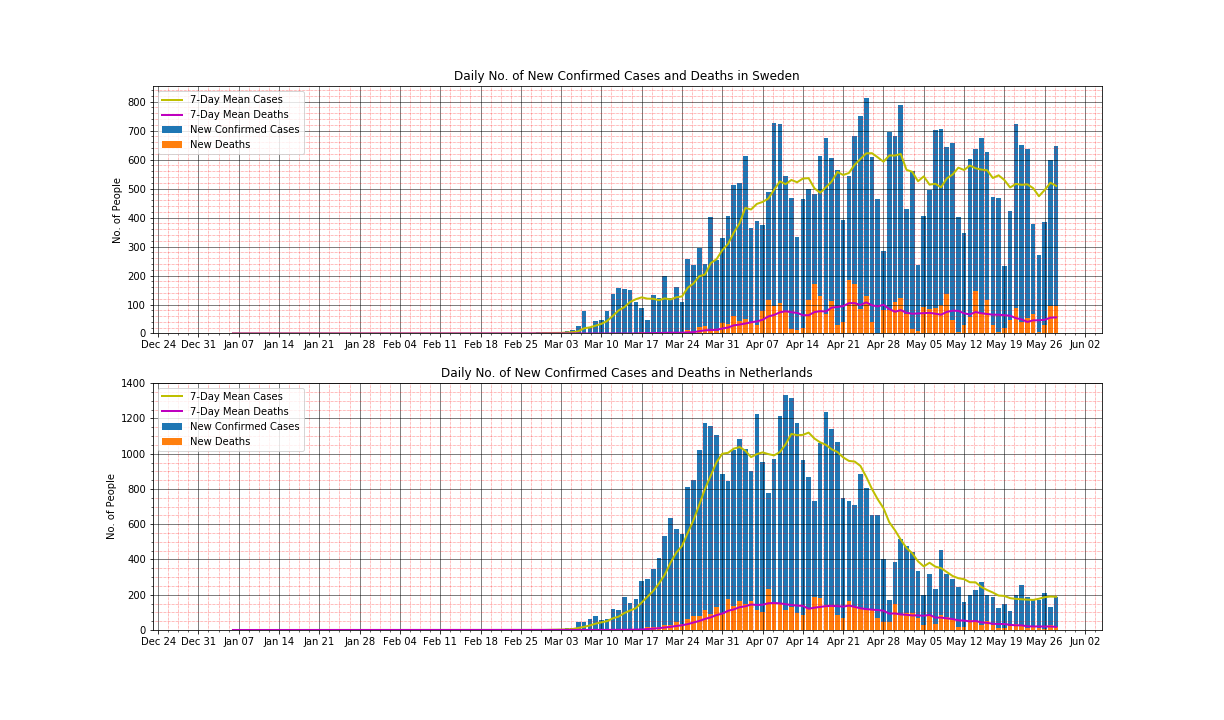 Daily No. of New Confirmed Cases and Deaths in Sweden
800
700
600
500
400
300
200
100
0
No. of People
7-Day Mean Cases
7-Day Mean Deaths
New Confirmed Cases
New Deaths
Dec 24 Dec 31 Jan 07 Jan 14 Jan 21 Jan 28 Feb 04 Feb 11 Feb 18 Feb 25 Mar 03 Mar 10 Mar 17 Mar 24 Mar 31 Apr 07 Apr 14 Apr 21 Apr 28 May 05 May 12 May 19 May 26 Jun 02
Daily No. of New Confirmed Cases and Deaths in Netherlands
1400
1200
1000
800
600
400
200
0
No. of People
7-Day Mean Cases
7-Day Mean Deaths
New Confirmed Cases
New Deaths
Dec 24 Dec 31 Jan 07 Jan 14 Jan 21 Jan 28 Feb 04 Feb 11 Feb 18 Feb 25 Mar 03 Mar 10 Mar 17 Mar 24 Mar 31 Apr 07 Apr 14 Apr 21 Apr 28 May 05 May 12 May 19 May 26 Jun 02